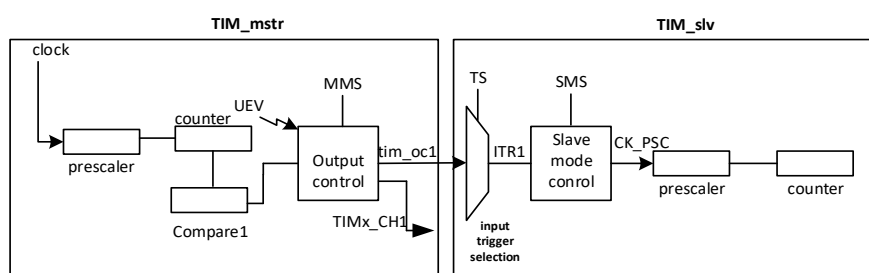 TIM_mstr
TIM_slv
clock
UEV
MMS
TS
SMS
counter
prescaler
Compare1
Output
control
tim_oc1
TIMx_CH1
ITR1
input
trigger
selection
Slave
mode
conrol
CK_PSC
prescaler
counter